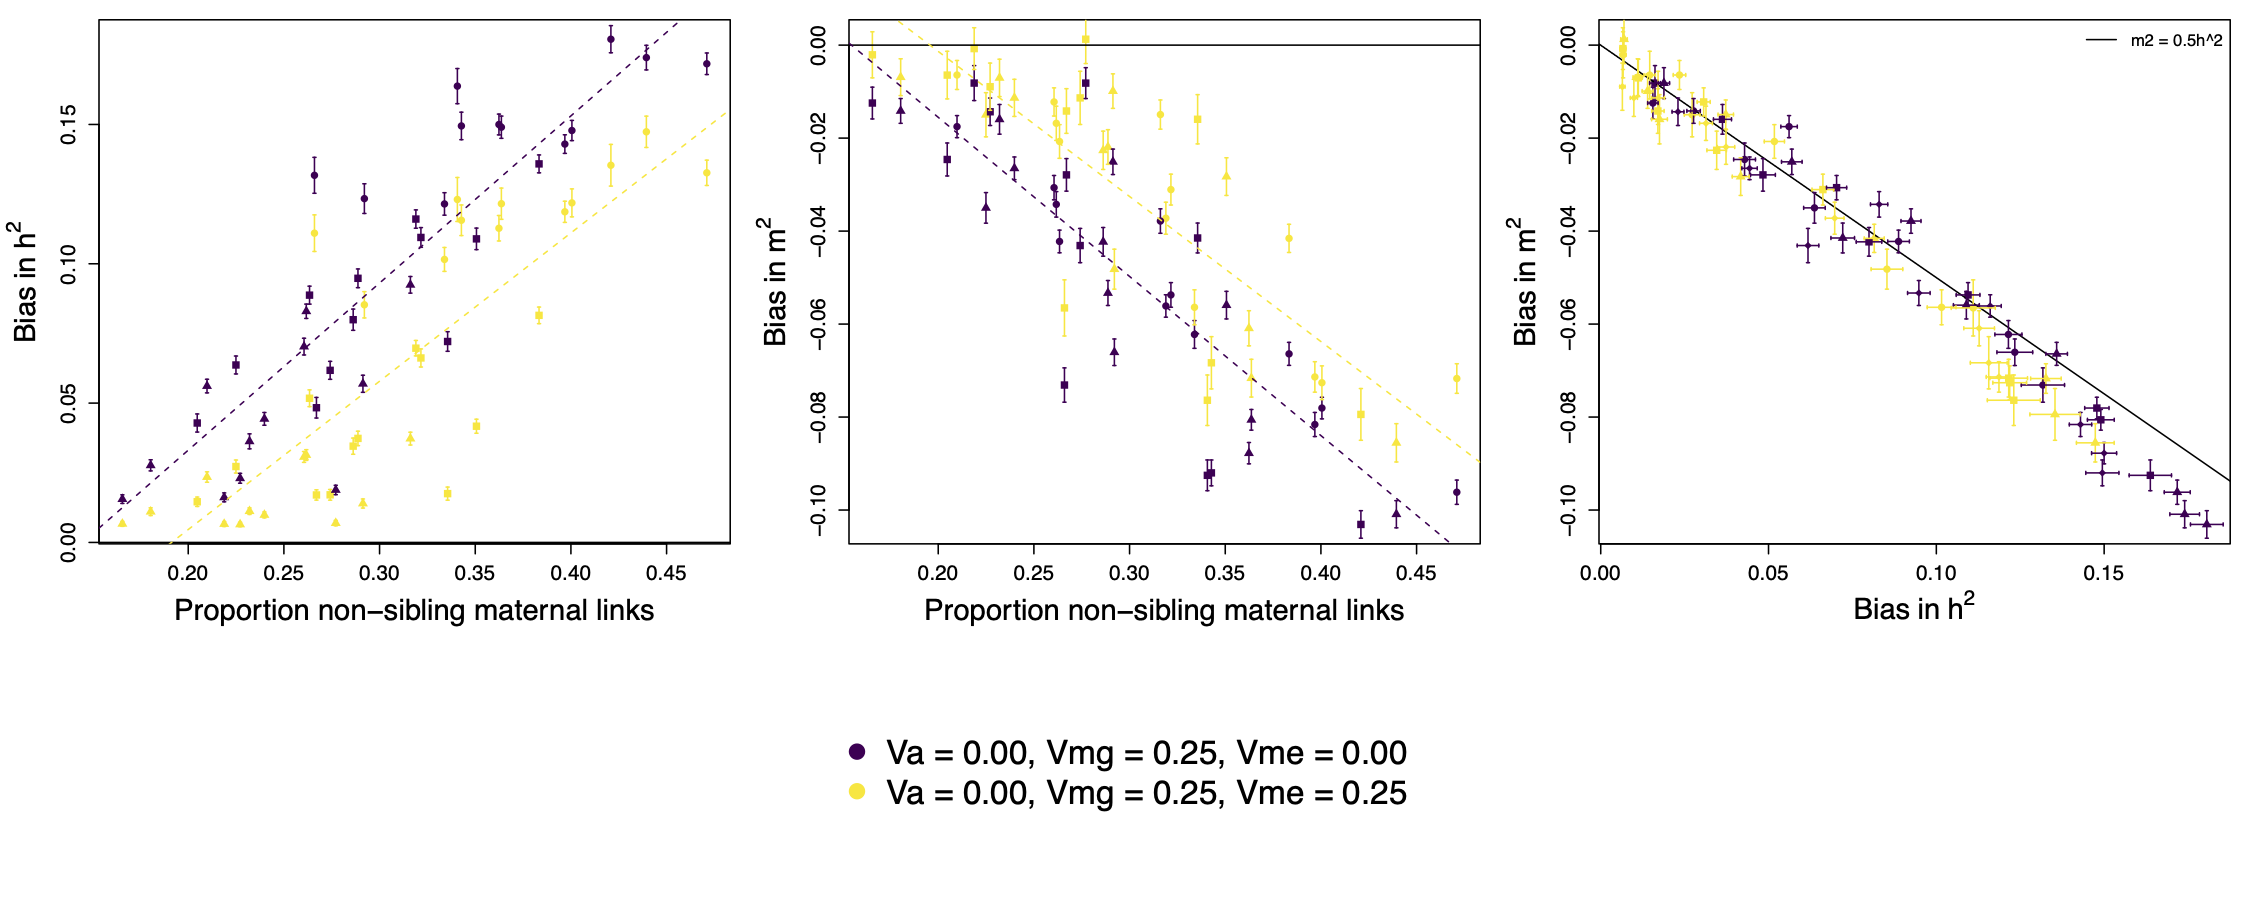 Bias in h²
0.00 0.05 0.10 0.15
0.20 0.25 0.30 0.35 0.40 0.45
Proportion non−sibling maternal links
Bias in m²
−0.10 −0.08 −0.06 −0.04 −0.02 0.00
0.20 0.25 0.30 0.35 0.40 0.45
Proportion non−sibling maternal links
Bias in m²
−0.10 −0.08 −0.06 −0.04 −0.02 0.00
m2 = 0.5h^2
0.00 0.05 0.10 0.15
Bias in h²
Va = 0.00, Vmg = 0.25, Vme = 0.00
Va = 0.00, Vmg = 0.25, Vme = 0.25